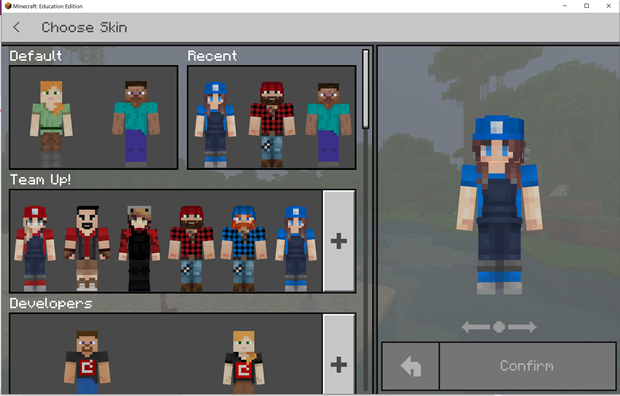 Minecraft: Education Edition
Choose Skin
Default
Recent
Team Up!
Developers
Confirm